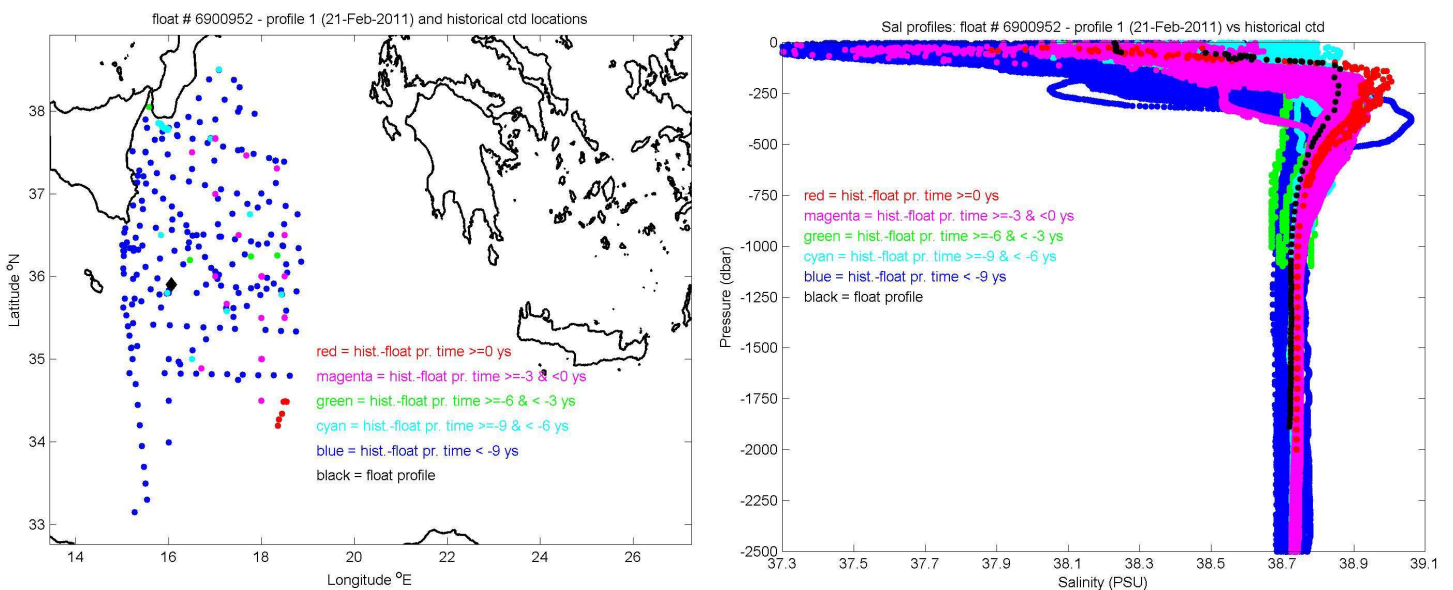 float # 6900952 - profile 1 (21-Feb-2011) and historical ctd locations
38
37
36
35
34
33
Latitude °N
14
16
18
20
22
24
26
Longitude °E
red = hist.-float pr. time >=0 ys
magenta = hist.-float pr. time >=-3 & <0 ys
green = hist.-float pr. time >=-6 & < -3 ys
cyan = hist.-float pr. time >=-9 & < -6 ys
blue = hist.-float pr. time < -9 ys
black = float profile
Sal profiles: float # 6900952 - profile 1 (21-Feb-2011) vs historical ctd
0
-250
-500
-750
-1000
-1250
-1500
-1750
-2000
-2250
-2500
Pressure (dbar)
37.3
37.5
37.7
37.9
38.1
38.3
38.5
38.7
38.9
39.1
Salinity (PSU)
red = hist.-float pr. time >=0 ys
magenta = hist.-float pr. time >=-3 & <0 ys
green = hist.-float pr. time >=-6 & < -3 ys
cyan = hist.-float pr. time >=-9 & < -6 ys
blue = hist.-float pr. time < -9 ys
black = float profile